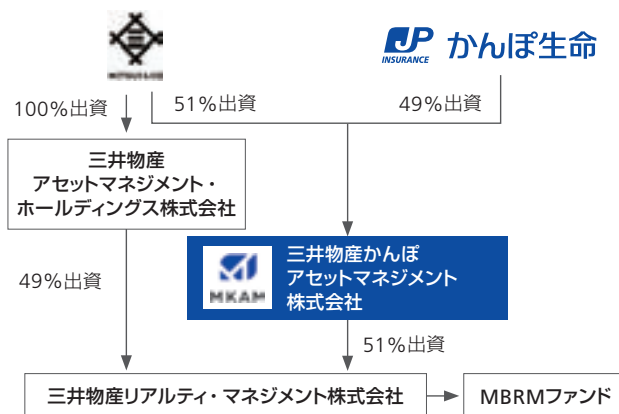 JP
INSURANCE
かんぽ生命
100%出資
51%出資
49%出資
三井物産
アセットマネジメント・
ホールディングス株式会社
49%出資
MKAM
三井物産かんぽ
アセットマネジメント
株式会社
51%出資
三井物産リアルティ・マネジメント株式会社
MBRMファンド